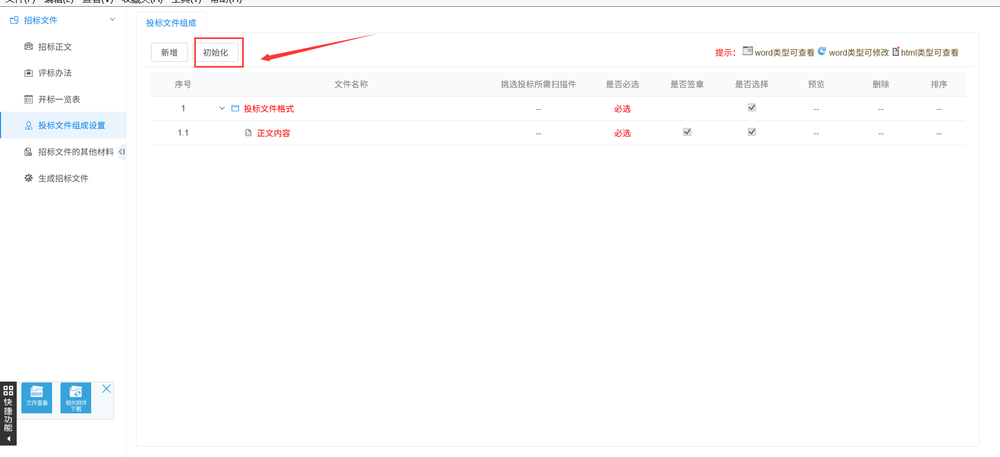 文件(F) 编辑(E) 查看(V) 收藏夹(A) 工具(T) 帮助(H)
招标文件
招标正文
评标办法
开标一览表
投标文件组成设置
招标文件的其他材料
生成招标文件
投标文件组成
新增 初始化 提示： word类型可查看 word类型可修改 html类型可查看
序号 文件名称 挑选投标所需扫描件 是否必选 是否签章 是否选择 预览 删除 排序
1 投标文件格式 -- 必选 -- -- --
1.1 正文内容 -- 必选 -- -- --
快捷功能
文件查看
相关附件
下载